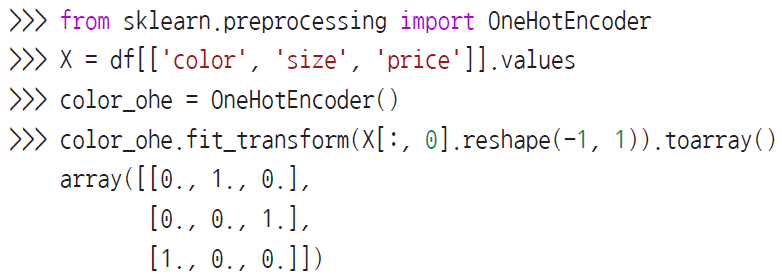 >>> from sklearn.preprocessing import OneHotEncoder
>>> X = df[['color', 'size', 'price']].values
>>> color_ohe = OneHotEncoder()
>>> color_ohe.fit_transform(X[:, 0].reshape(-1, 1)).toarray()
    array([[0., 1., 0.],
           [0., 0., 1.],
           [1., 0., 0.]])